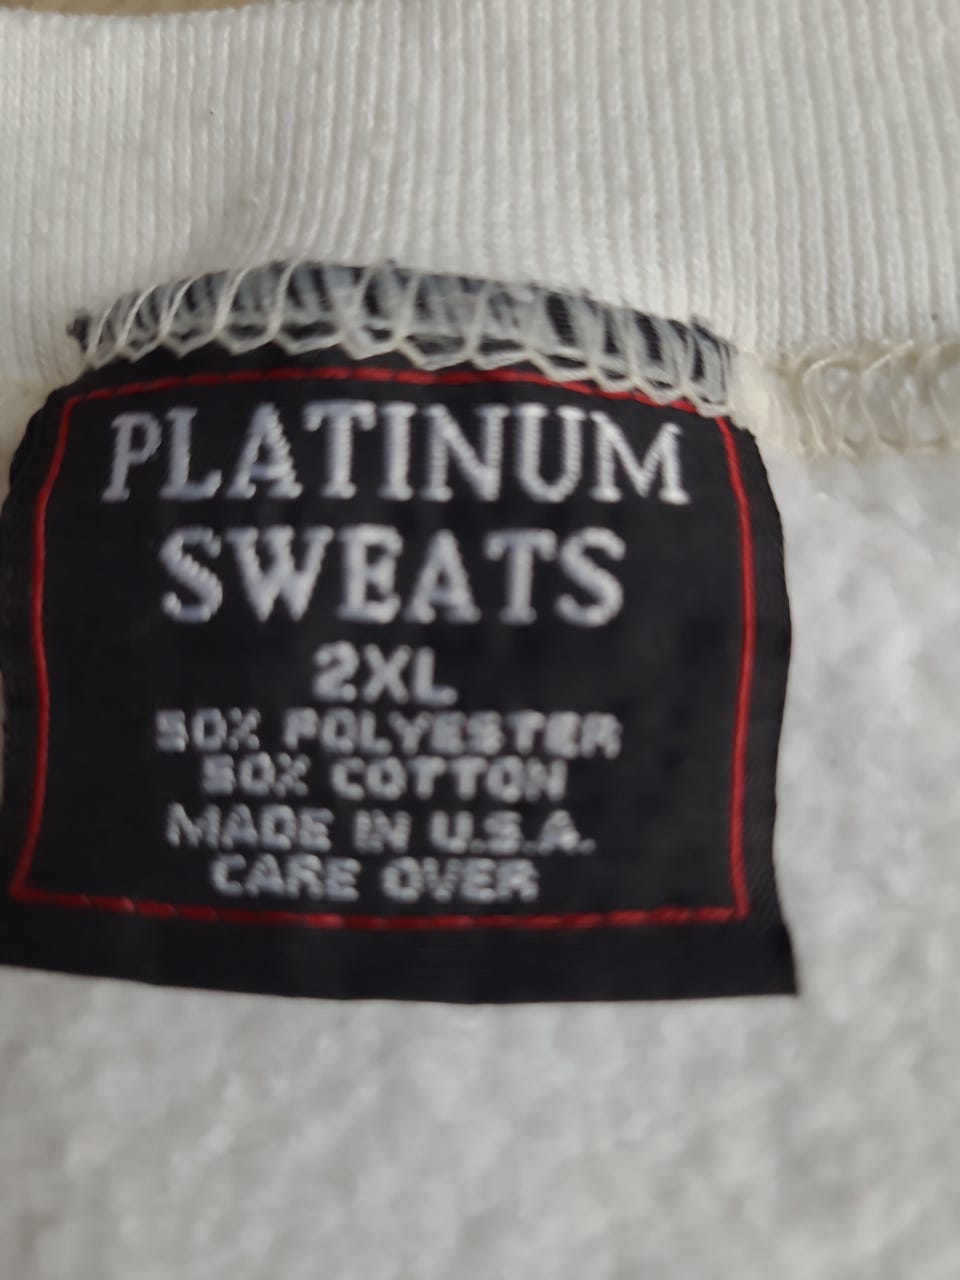 PLATINUM
SWEATS
2XL
50% POLYESTER
50% COTTON
MADE IN U.S.A.
CARE OVER